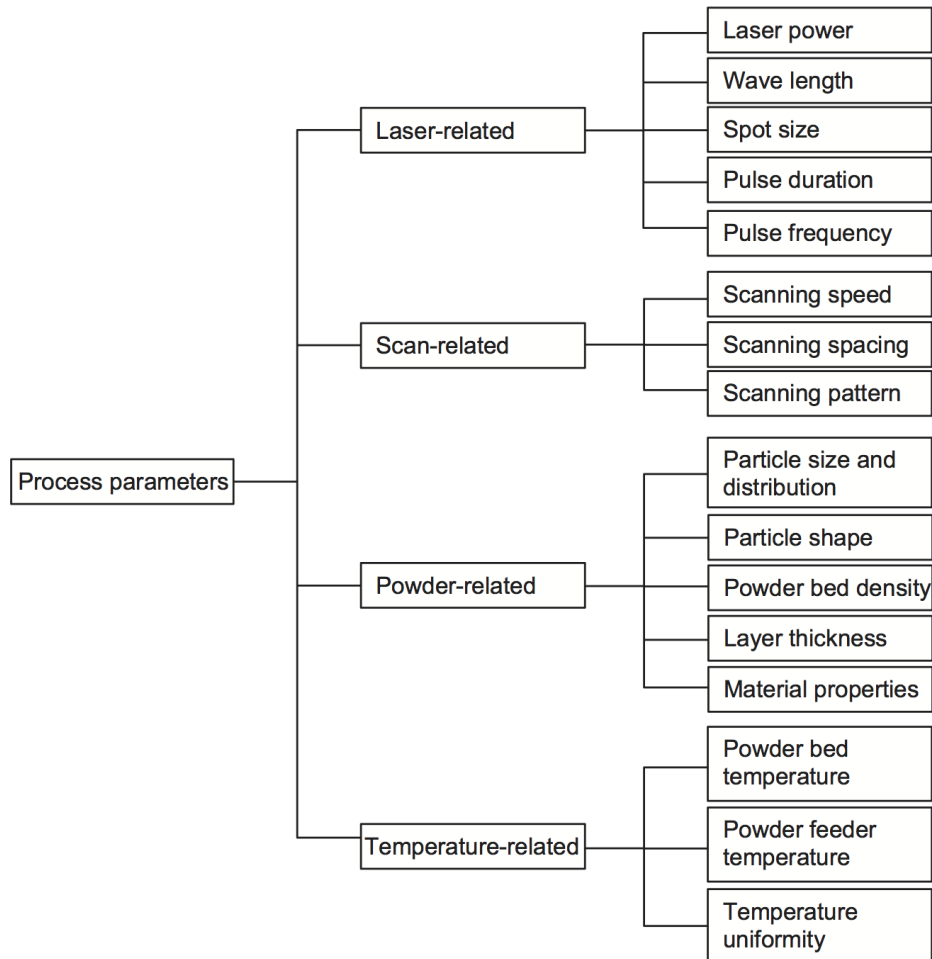 Laser power
Wave length
Laser-related
Spot size
Pulse duration
Pulse frequency
Scanning speed
Scan-related
Scanning spacing
Scanning pattern
Process parameters
Particle size and
distribution
Particle shape
Powder-related
Powder bed density
Layer thickness
Material properties
Powder bed
temperature
Temperature-related
Powder feeder
temperature
Temperature
uniformity